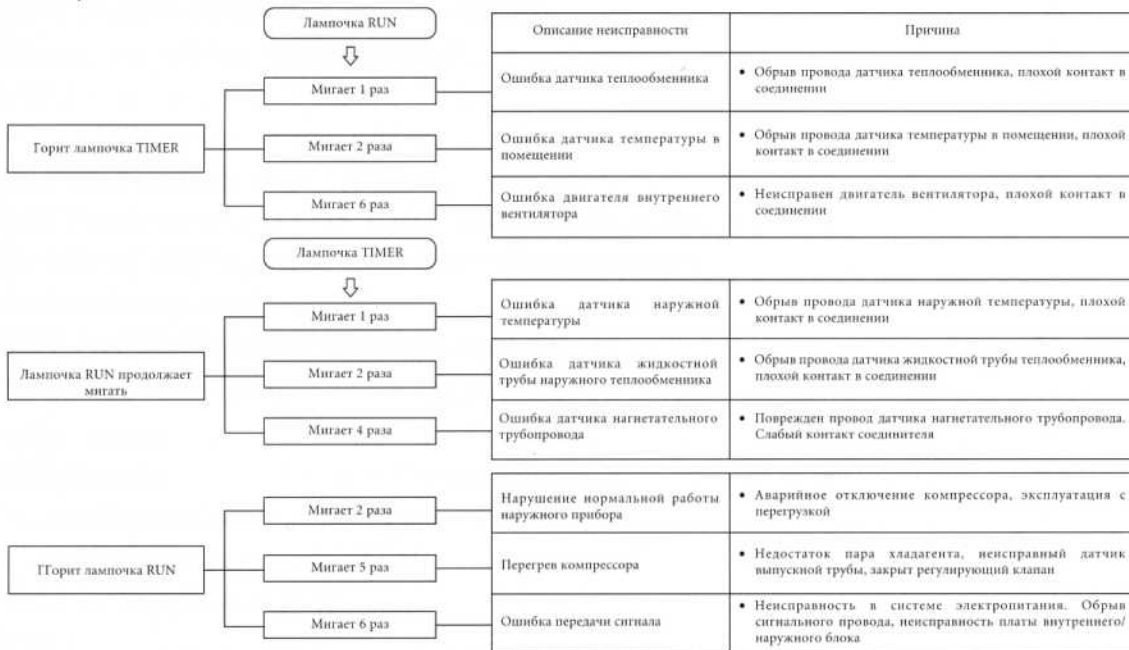 Лампочка RUN
Описание неисправности
Причина
Горит лампочка TIMER
Мигает 1 раз
Ошибка датчика теплообменника
• Обрыв провода датчика теплообменника, плохой контакт в
соединении
Мигает 2 раза
Ошибка датчика температуры в
помещении
• Обрыв провода датчика температуры в помещении, плохой
контакт в соединении
Мигает 6 раз
Ошибка двигателя внутреннего
вентилятора
• Неисправен двигатель вентилятора, плохой контакт в
соединении
Лампочка TIMER
Лампочка RUN продолжает
мигать
Мигает 1 раз
Ошибка датчика наружной
температуры
• Обрыв провода датчика наружной температуры, плохой
контакт в соединении
Мигает 2 раза
Ошибка датчика жидкостной
трубы наружного теплообменника
• Обрыв провода датчика жидкостной трубы теплообменника,
плохой контакт в соединении
Мигает 4 раза
Ошибка датчика нагнетательного
трубопровода
• Поврежден провод датчика нагнетательного трубопровода.
Слабый контакт соединителя
ГГорит лампочка RUN
Мигает 2 раза
Нарушение нормальной работы
наружного прибора
• Аварийное отключение компрессора, эксплуатация с
перегрузкой
Мигает 5 раз
Перегрев компрессора
• Недостаток пара хладагента, неисправный датчик
выпускной трубы, закрыт регулирующий клапан
Мигает 6 раз
Ошибка передачи сигнала
• Неисправность в системе электропитания. Обрыв
сигнального провода, неисправность платы внутреннего/
наружного блока